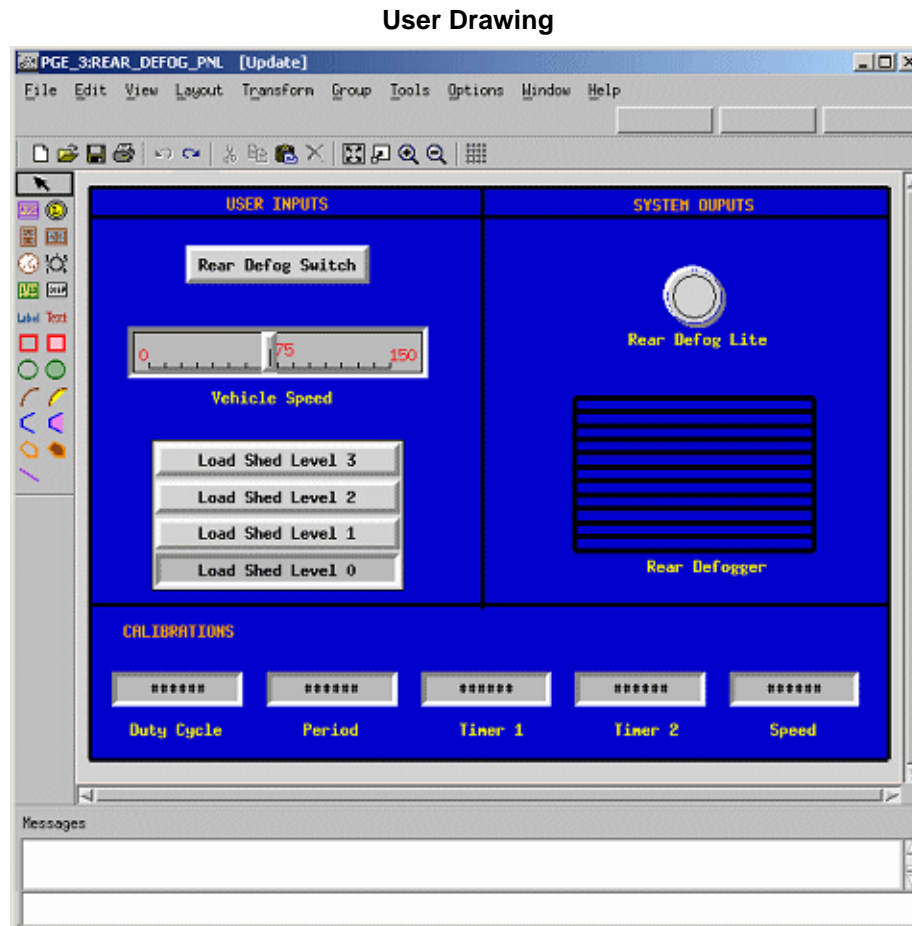 User Drawing
PGE_3:REAR_DEFOG_PNL [Update]
File Edit View Layout Transform Group Tools Options Window Help
Label Text
USER INPUTS
SYSTEM OUPUTS
Rear Defog Switch
Rear Defog Lite
0 75 150
Vehicle Speed
Load Shed Level 3
Load Shed Level 2
Load Shed Level 1
Load Shed Level 0
Rear Defogger
CALIBRATIONS
###### ###### ###### ###### ######
Duty Cycle Period Timer 1 Timer 2 Speed
Messages